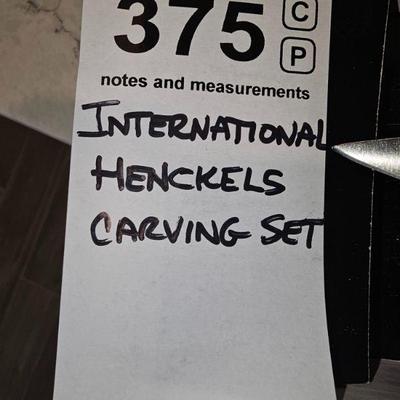 375 C
P
notes and measurements
INTERNATIONAL
HENCKELS
CARVING SET